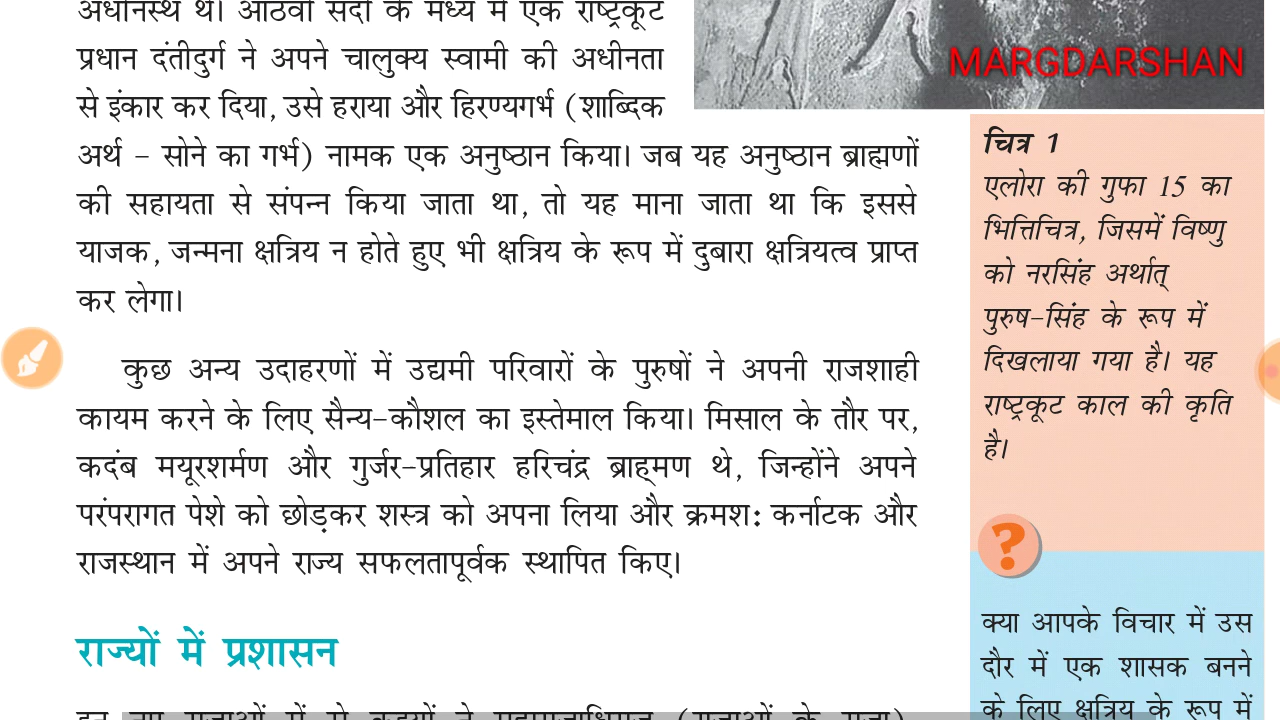 अधीनस्थ थे। आठवीं सदी के मध्य में एक राष्ट्रकूट
प्रधान दंतीदुर्ग ने अपने चालुक्य स्वामी की अधीनता
से इंकार कर दिया, उसे हराया और हिरण्यगर्भ (शाब्दिक
अर्थ – सोने का गर्भ) नामक एक अनुष्ठान किया। जब यह अनुष्ठान ब्राह्मणों
की सहायता से संपन्न किया जाता था, तो यह माना जाता था कि इससे
याजक, जन्मना क्षत्रिय न होते हुए भी क्षत्रिय के रूप में दुबारा क्षत्रियत्व प्राप्त
कर लेगा।
कुछ अन्य उदाहरणों में उद्यमी परिवारों के पुरुषों ने अपनी राजशाही
कायम करने के लिए सैन्य-कौशल का इस्तेमाल किया। मिसाल के तौर पर,
कदंब मयूरशर्मण और गुर्जर-प्रतिहार हरिचंद्र ब्राह्मण थे, जिन्होंने अपने
परंपरागत पेशे को छोड़कर शस्त्र को अपना लिया और क्रमश: कर्नाटक और
राजस्थान में अपने राज्य सफलतापूर्वक स्थापित किए।
राज्यों में प्रशासन
इन नए राजाओं में से कइयों ने महाराजाधिराज (राजाओं के राजा),
MARGDARSHAN
चित्र 1
एलोरा की गुफा 15 का
भित्तिचित्र, जिसमें विष्णु
को नरसिंह अर्थात्
पुरुष-सिंह के रूप में
दिखलाया गया है। यह
राष्ट्रकूट काल की कृति
है।
?
क्या आपके विचार में उस
दौर में एक शासक बनने
के लिए क्षत्रिय के रूप में